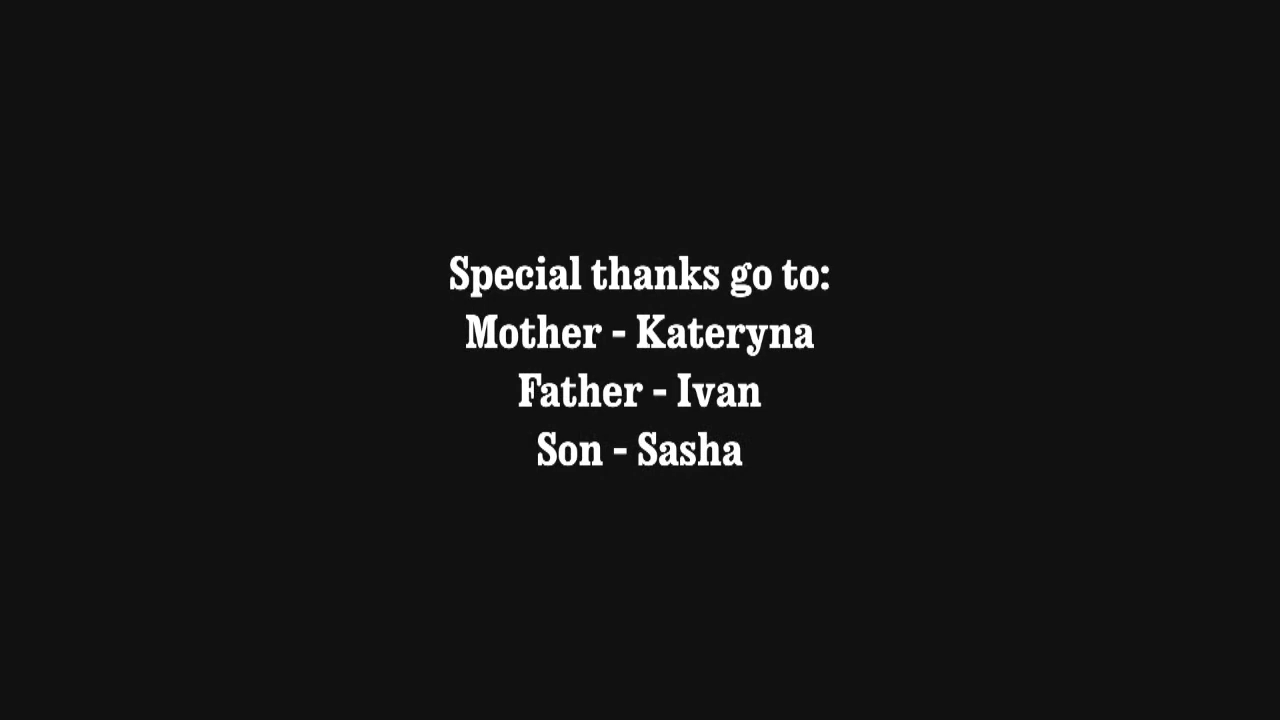 Special thanks go to:
Mother - Kateryna
Father - Ivan
Son - Sasha